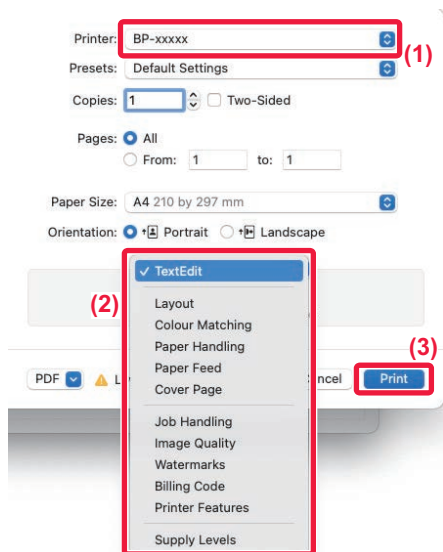 Printer: BP-xxxxx
(1)
Presets: Default Settings
Copies: 1 Two-Sided
Pages: All
From: 1 to: 1
Paper Size: A4 210 by 297 mm
Orientation: Portrait Landscape
✓ TextEdit
(2)
Layout
Colour Matching
Paper Handling
(3)
Paper Feed
PDF L ncel Print
Cover Page
Job Handling
Image Quality
Watermarks
Billing Code
Printer Features
Supply Levels